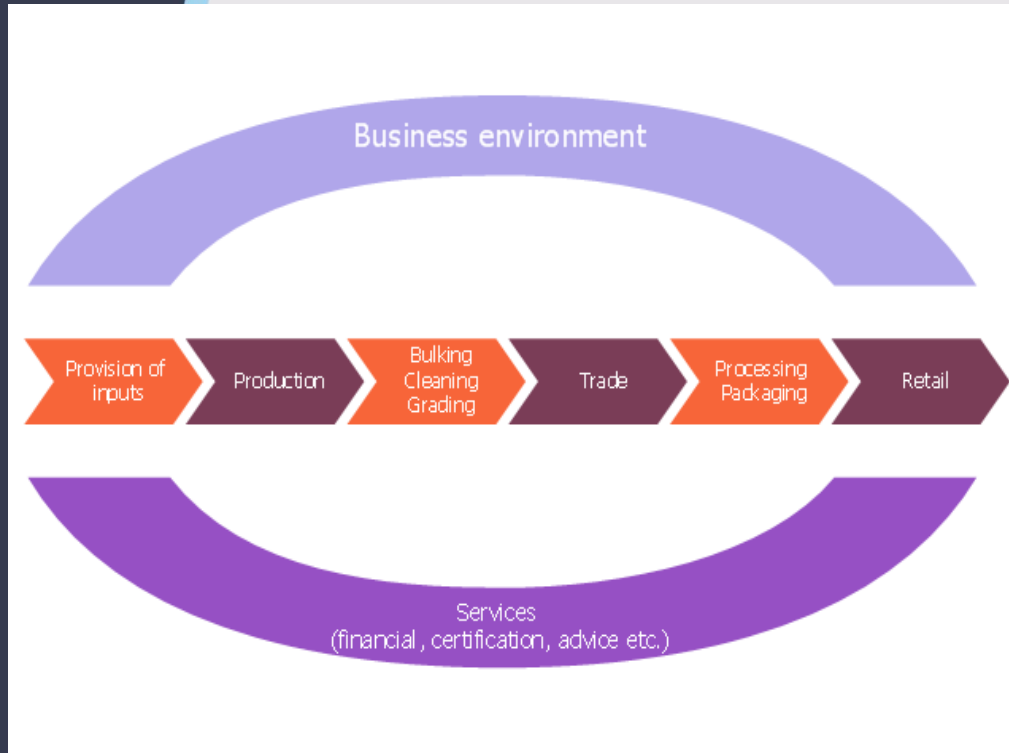 Business environment
Provision of
inputs
Production
Bulking
Cleaning
Grading
Trade
Processing
Packaging
Retail
Services
(financial, certification, advice etc.)